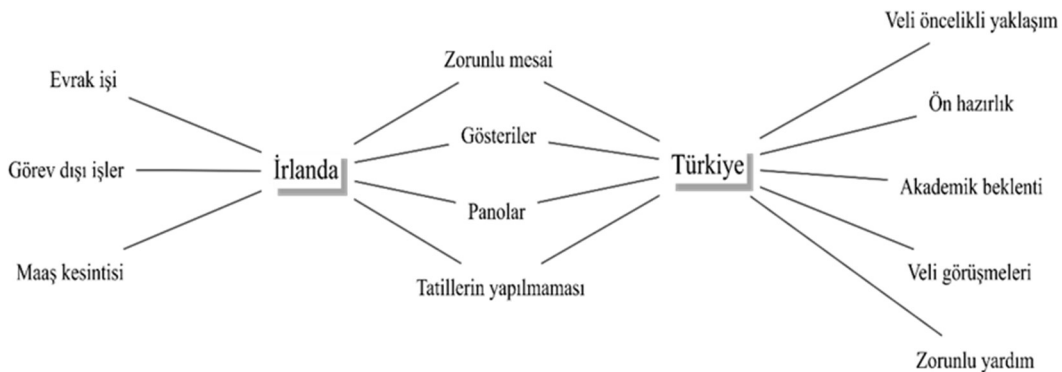 Veli öncelikli yaklaşım
Zorunlu mesai
Evrak işi
Ön hazırlık
Gösteriler
Görev dışı işler
İrlanda
Türkiye
Akademik beklenti
Panolar
Maaş kesintisi
Veli görüşmeleri
Tatillerin yapılmaması
Zorunlu yardım